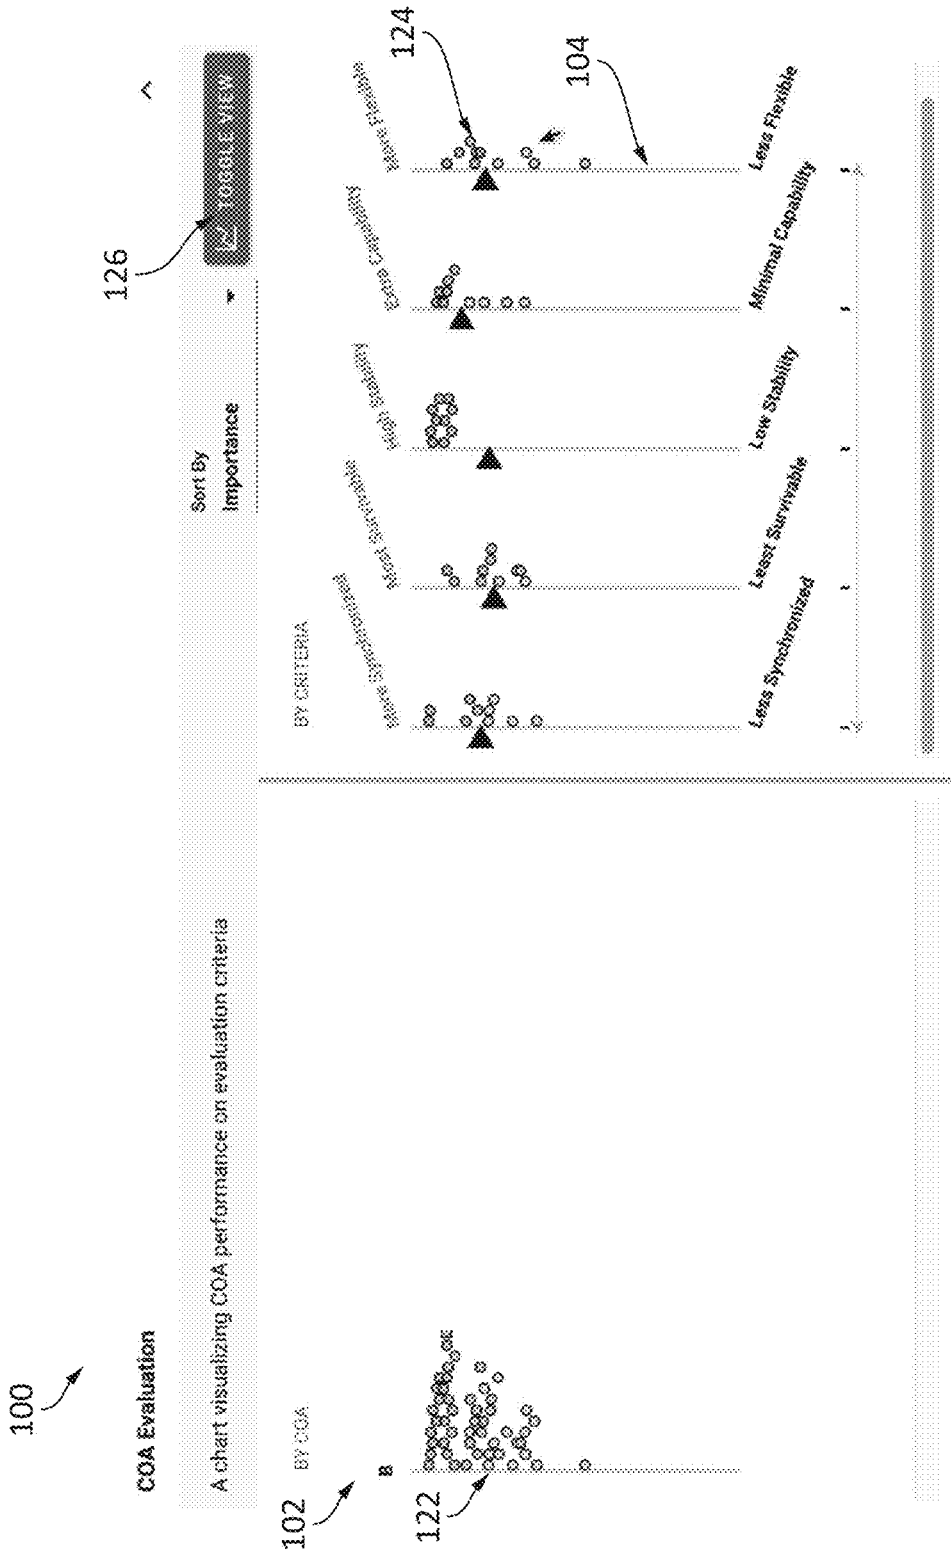 100
COA Evaluation
126
A chart visualizing COA performance on evaluation criteria
Sort By
Importance
TOGGLE VIEW
102
BY COA
B
122
BY CRITERIA
More Synchronized
Most Survivable
High Stability
Extra Capability
More Flexible
124
104
Less Synchronized
Least Survivable
Low Stability
Minimal Capability
Less Flexible